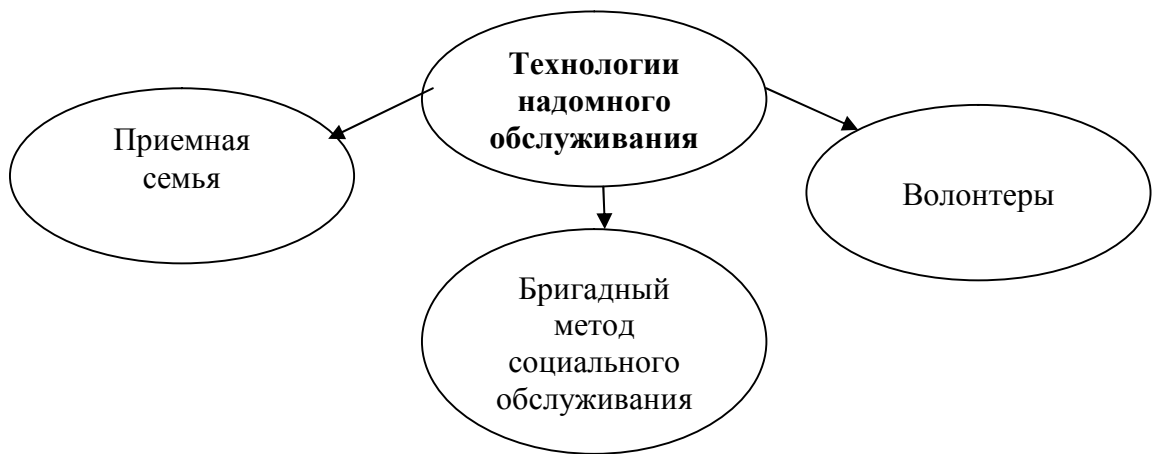 Технологии
надомного
обслуживания
Приемная
семья
Волонтеры
Бригадный
метод
социального
обслуживания